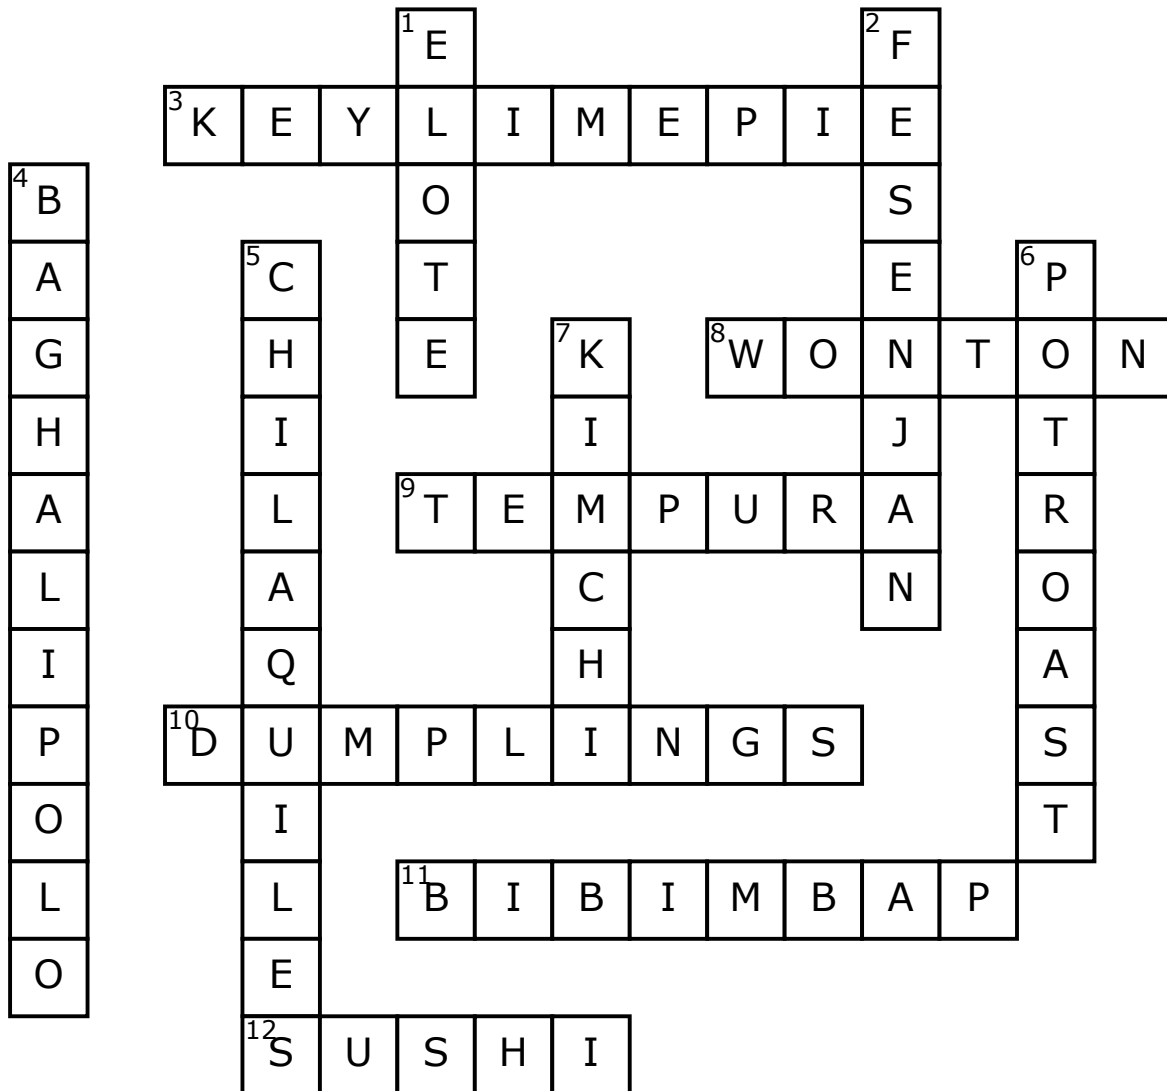 1 E 2 F
3 K E Y L I M E P I E
4 B O S
A 5 C T E 6 P
G H E 7 K 8 W O N T O N
H I I J T
A L 9 T E M P U R A R
L A C N O
I Q H A
P 10 D U M P L I N G S S
O I T
L L 11 B I B I M B A P
O E
12 S U S H I